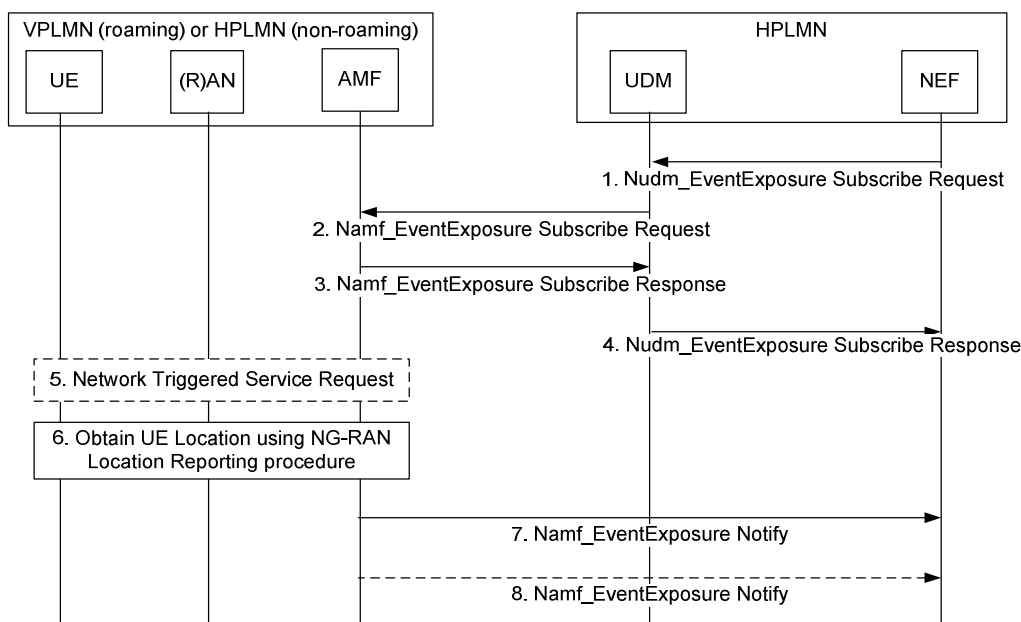 VPLMN (roaming) or HPLMN (non-roaming)
HPLMN
UE
(R)AN
AMF
UDM
NEF
1. Nudm_EventExposure Subscribe Request
2. Namf_EventExposure Subscribe Request
3. Namf_EventExposure Subscribe Response
4. Nudm_EventExposure Subscribe Response
5. Network Triggered Service Request
6. Obtain UE Location using NG-RAN
Location Reporting procedure
7. Namf_EventExposure Notify
8. Namf_EventExposure Notify